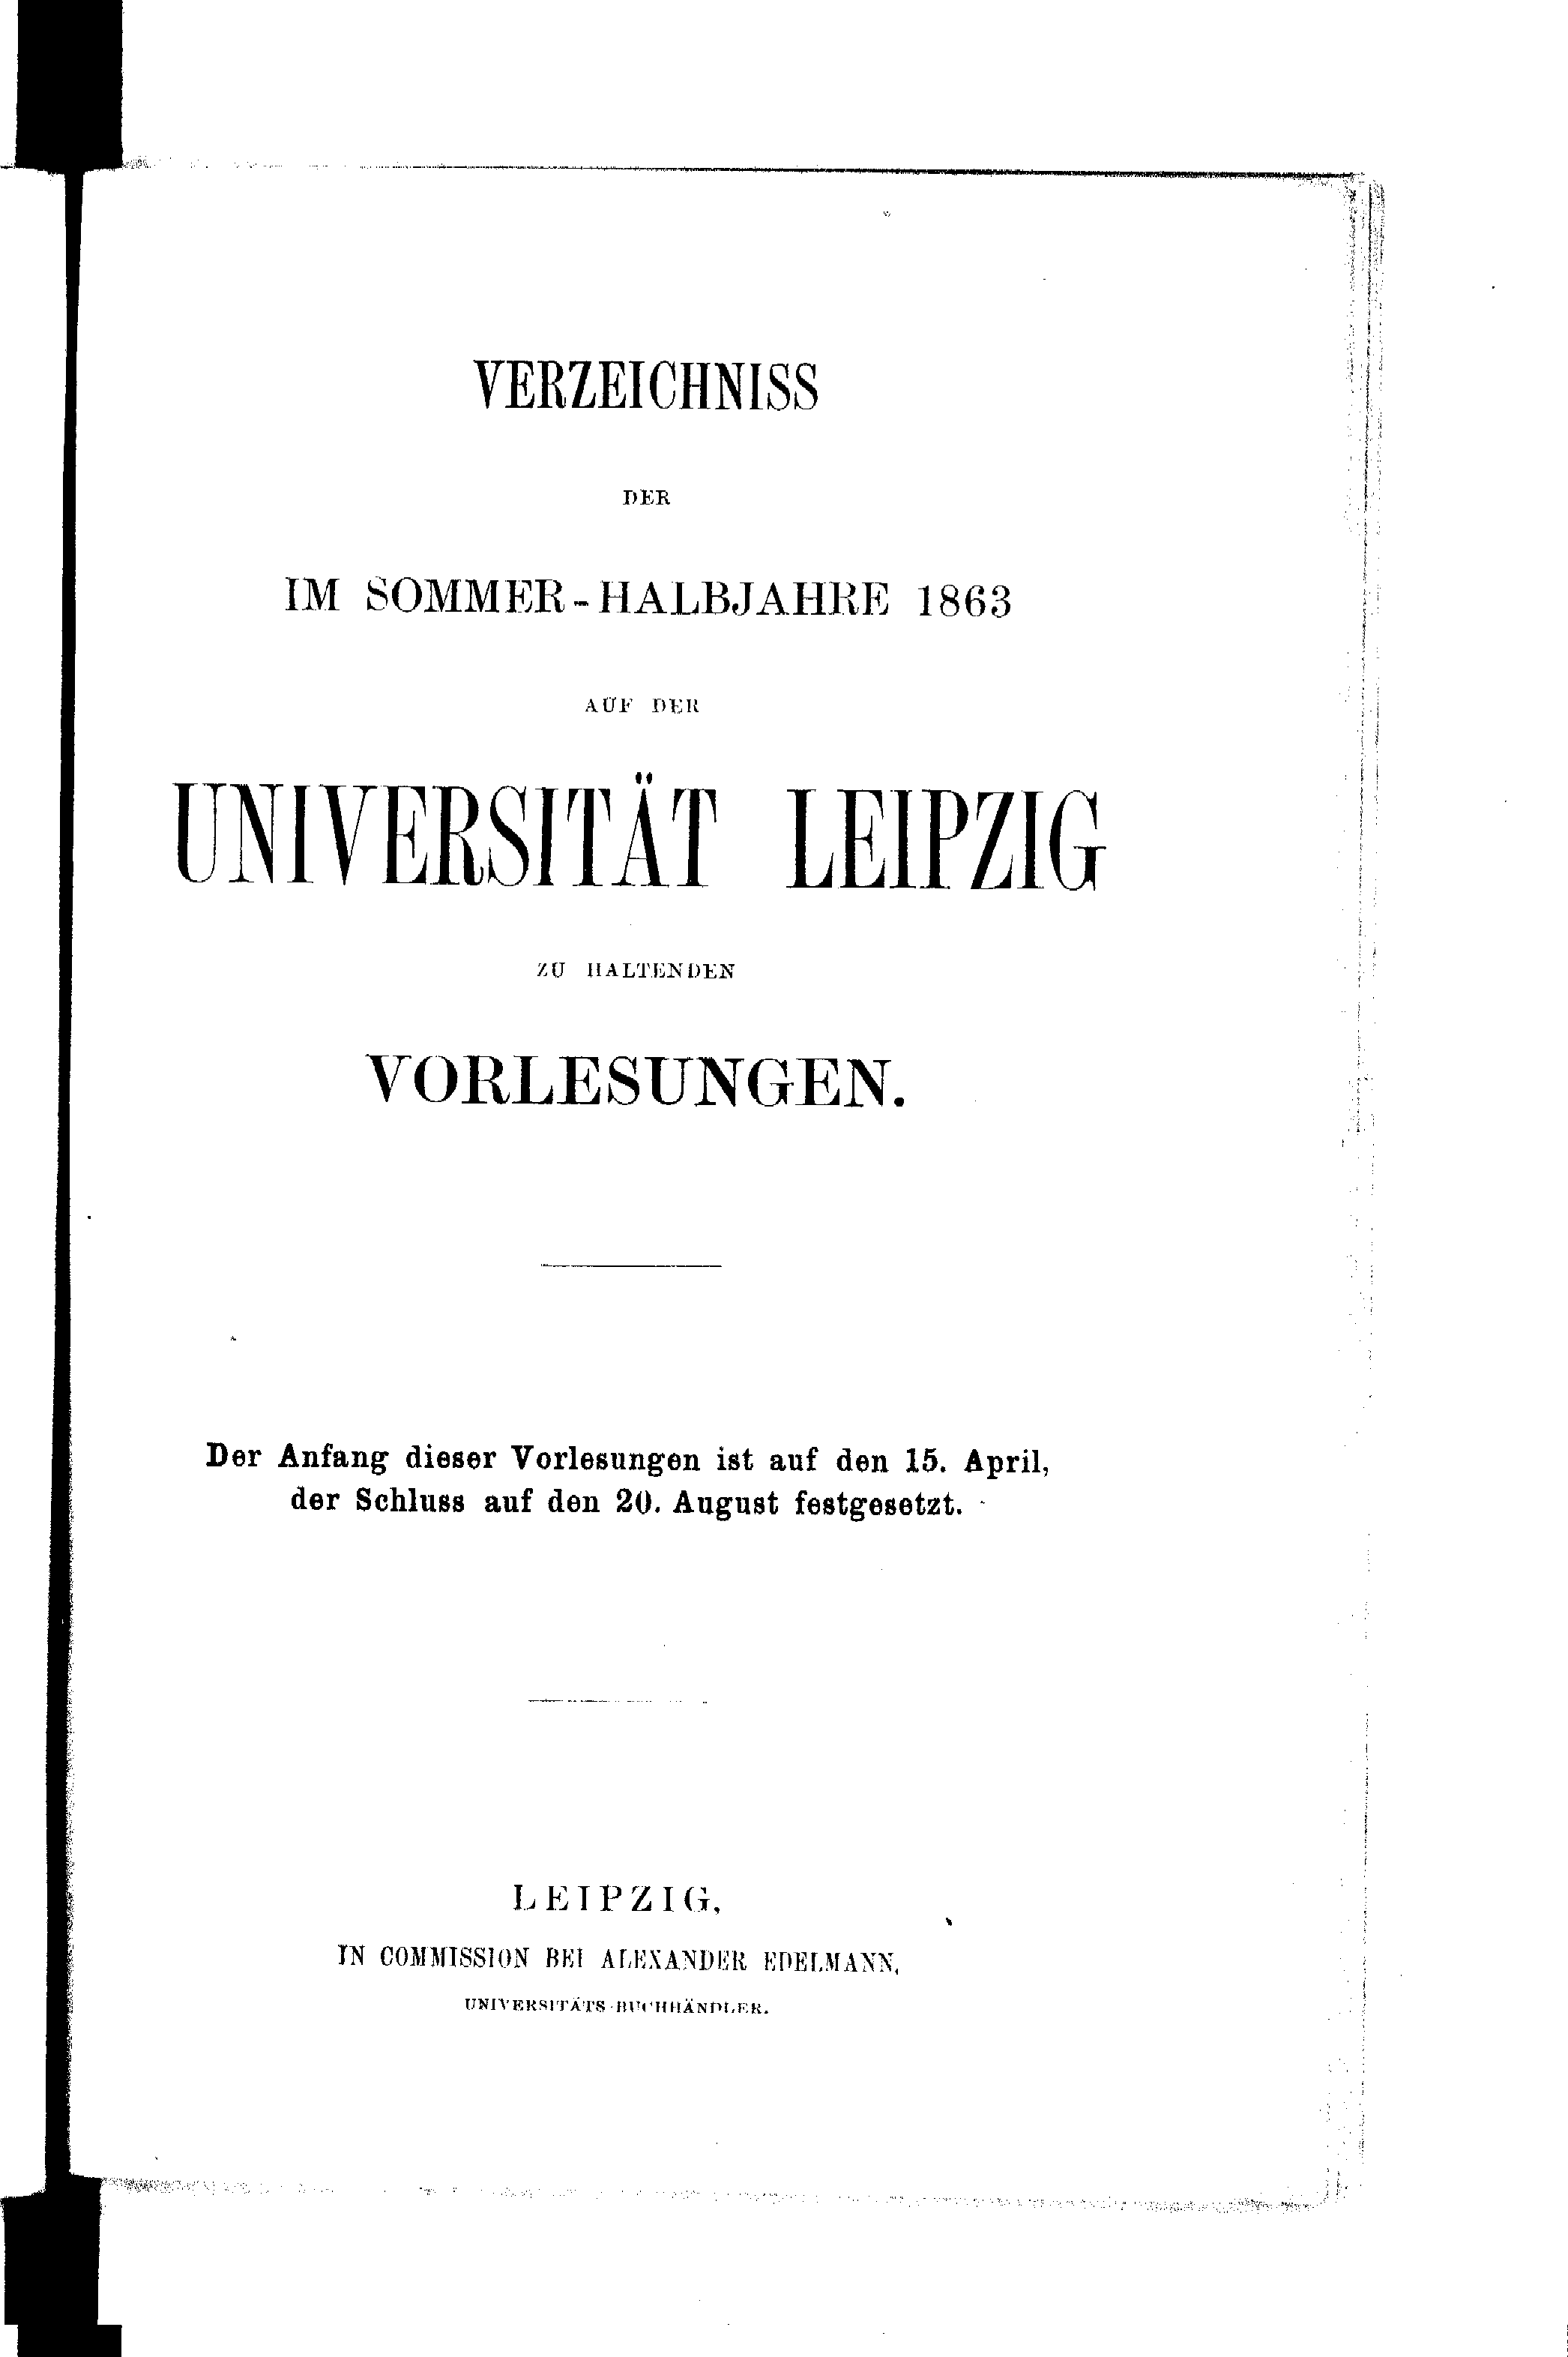 VERZEICHNISS
DER
IM SOMMER-HALBJAHRE 1863
AUF DER
UNIVERSITÄT LEIPZIG
ZU HALTENDEN
VORLESUNGEN.
Der Anfang dieser Vorlesungen ist auf den 15. April,
der Schluss auf den 20. August festgesetzt.
LEIPZIG,
IN COMMISSION BEI ALEXANDER EDELMANN,
UNIVERSITÄTS-BUCHHÄNDLER.